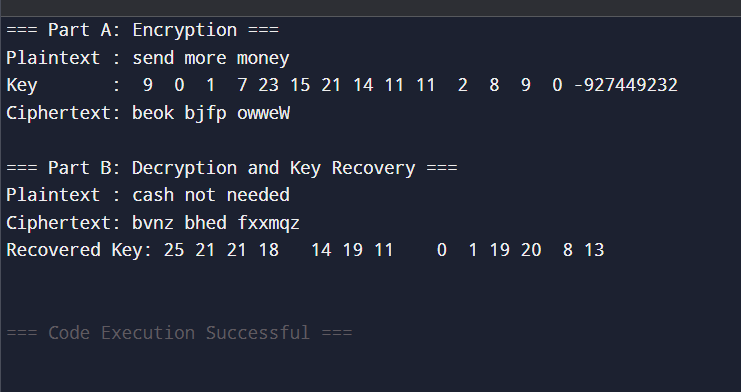 === Part A: Encryption ===
Plaintext : send more money
Key       :  9  0  1  7 23 15 21 14 11 11  2  8  9  0 -927449232
Ciphertext: beok bjfp owweW
=== Part B: Decryption and Key Recovery ===
Plaintext : cash not needed
Ciphertext: bvnz bhed fxxmqz
Recovered Key: 25 21 21 18   14 19 11    0  1 19 20  8 13
=== Code Execution Successful ===